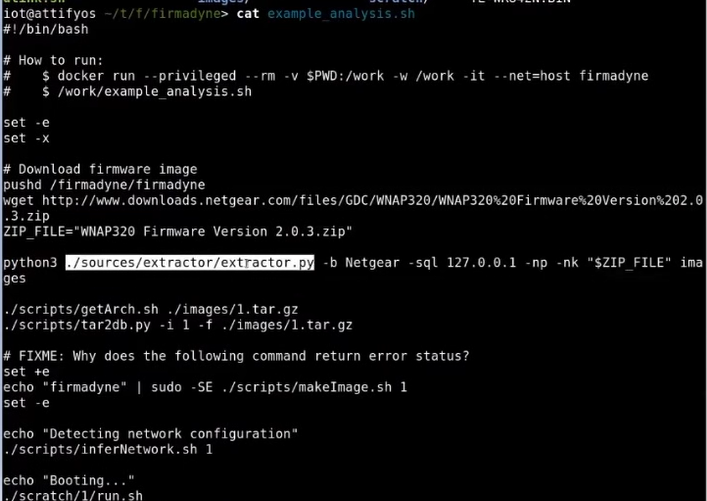 iot@attifyos ~/t/f/firmadyne> cat example_analysis.sh
#!/bin/bash

# How to run:
#    $ docker run --privileged --rm -v $PWD:/work -w /work -it --net=host firmadyne
#    $ /work/example_analysis.sh

set -e
set -x

# Download firmware image
pushd /firmadyne/firmadyne
wget http://www.downloads.netgear.com/files/GDC/WNAP320/WNAP320%20Firmware%20Version%202.0
.3.zip
ZIP_FILE="WNAP320 Firmware Version 2.0.3.zip"

python3 ./sources/extractor/extractor.py -b Netgear -sql 127.0.0.1 -np -nk "$ZIP_FILE" ima
ges

./scripts/getArch.sh ./images/1.tar.gz
./scripts/tar2db.py -i 1 -f ./images/1.tar.gz

# FIXME: Why does the following command return error status?
set +e
echo "firmadyne" | sudo -SE ./scripts/makeImage.sh 1
set -e

echo "Detecting network configuration"
./scripts/inferNetwork.sh 1

echo "Booting..."
./scratch/1/run.sh